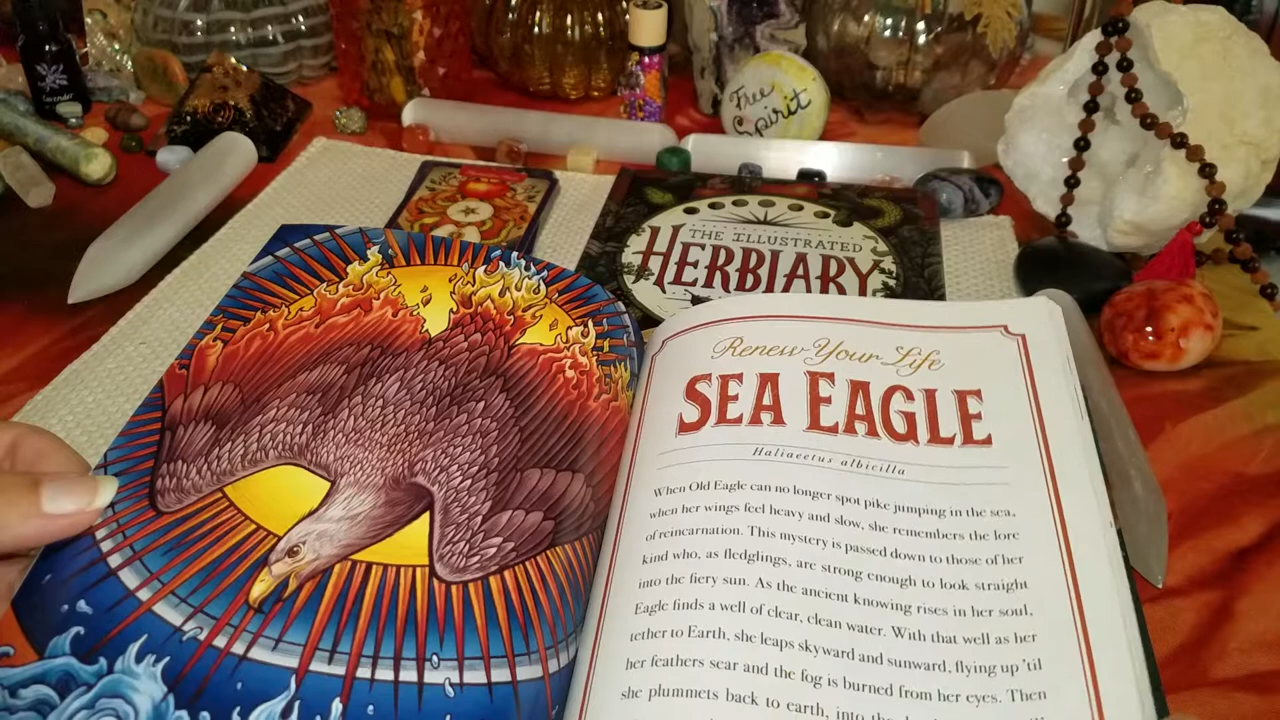 lavender
Free
Spirit
THE ILLUSTRATED
HERBIARY
Renew Your Life
SEA EAGLE
Haliaeetus albicilla
When Old Eagle can no longer spot pike jumping in the sea,
when her wings feel heavy and slow, she remembers the lore
of reincarnation. This mystery is passed down to those of her
kind who, as fledglings, are strong enough to look straight
into the fiery sun. As the ancient knowing rises in her soul,
Eagle finds a well of clear, clean water. With that well as her
tether to Earth, she leaps skyward and sunward, flying up 'til
her feathers sear and the fog is burned from her eyes. Then
she plummets back to earth, into the